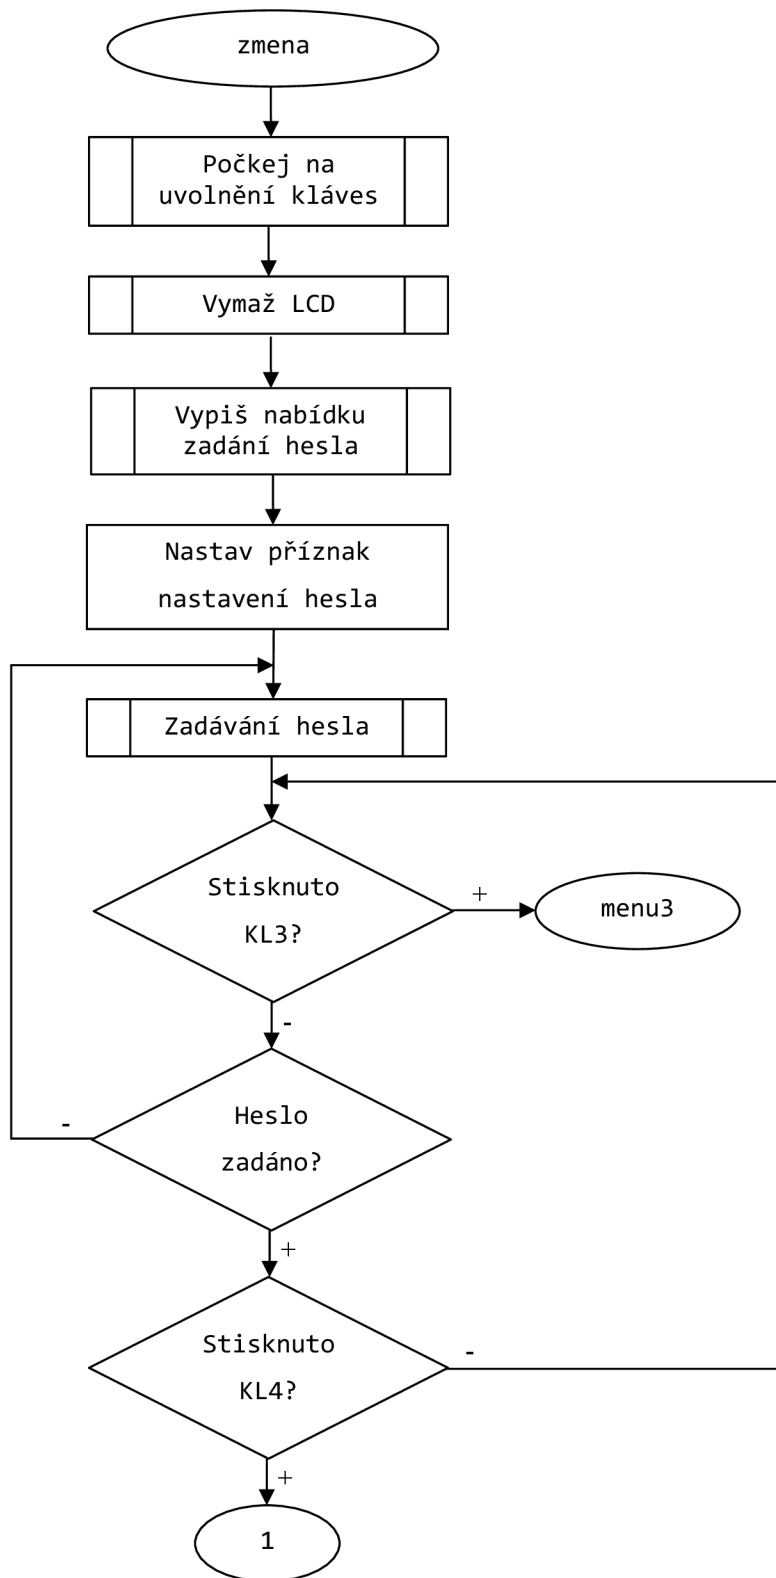 zmena
Počkej na
uvolnění kláves
Vymaž LCD
Vypiš nabídku
zadání hesla
Nastav příznak
nastavení hesla
Zadávání hesla
Stisknuto
KL3?
+
menu3
-
Heslo
zadáno?
-
+
Stisknuto
KL4?
-
+
1